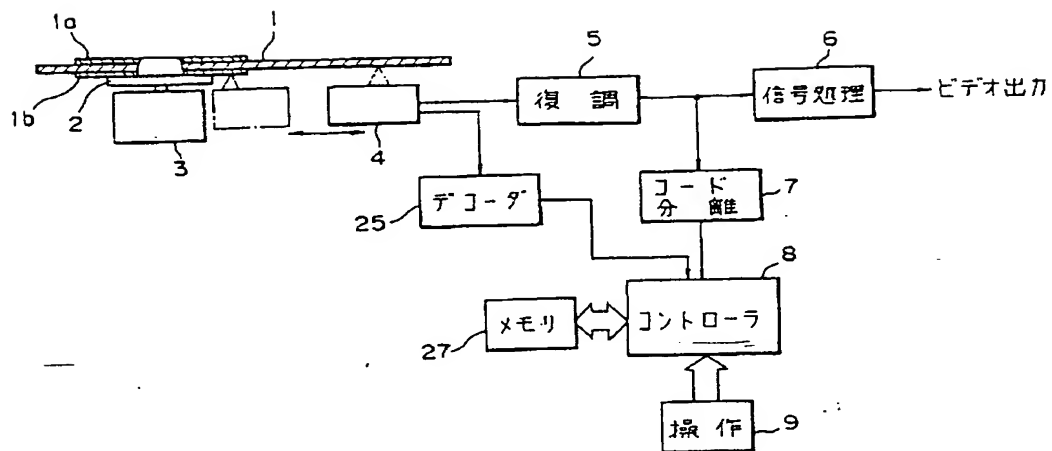 1a
1
5
6
復調
信号処理
ビデオ出力
1b
2
3
4
コード
分離
7
デコーダ
25
8
メモリ
27
コントローラ
操作
9